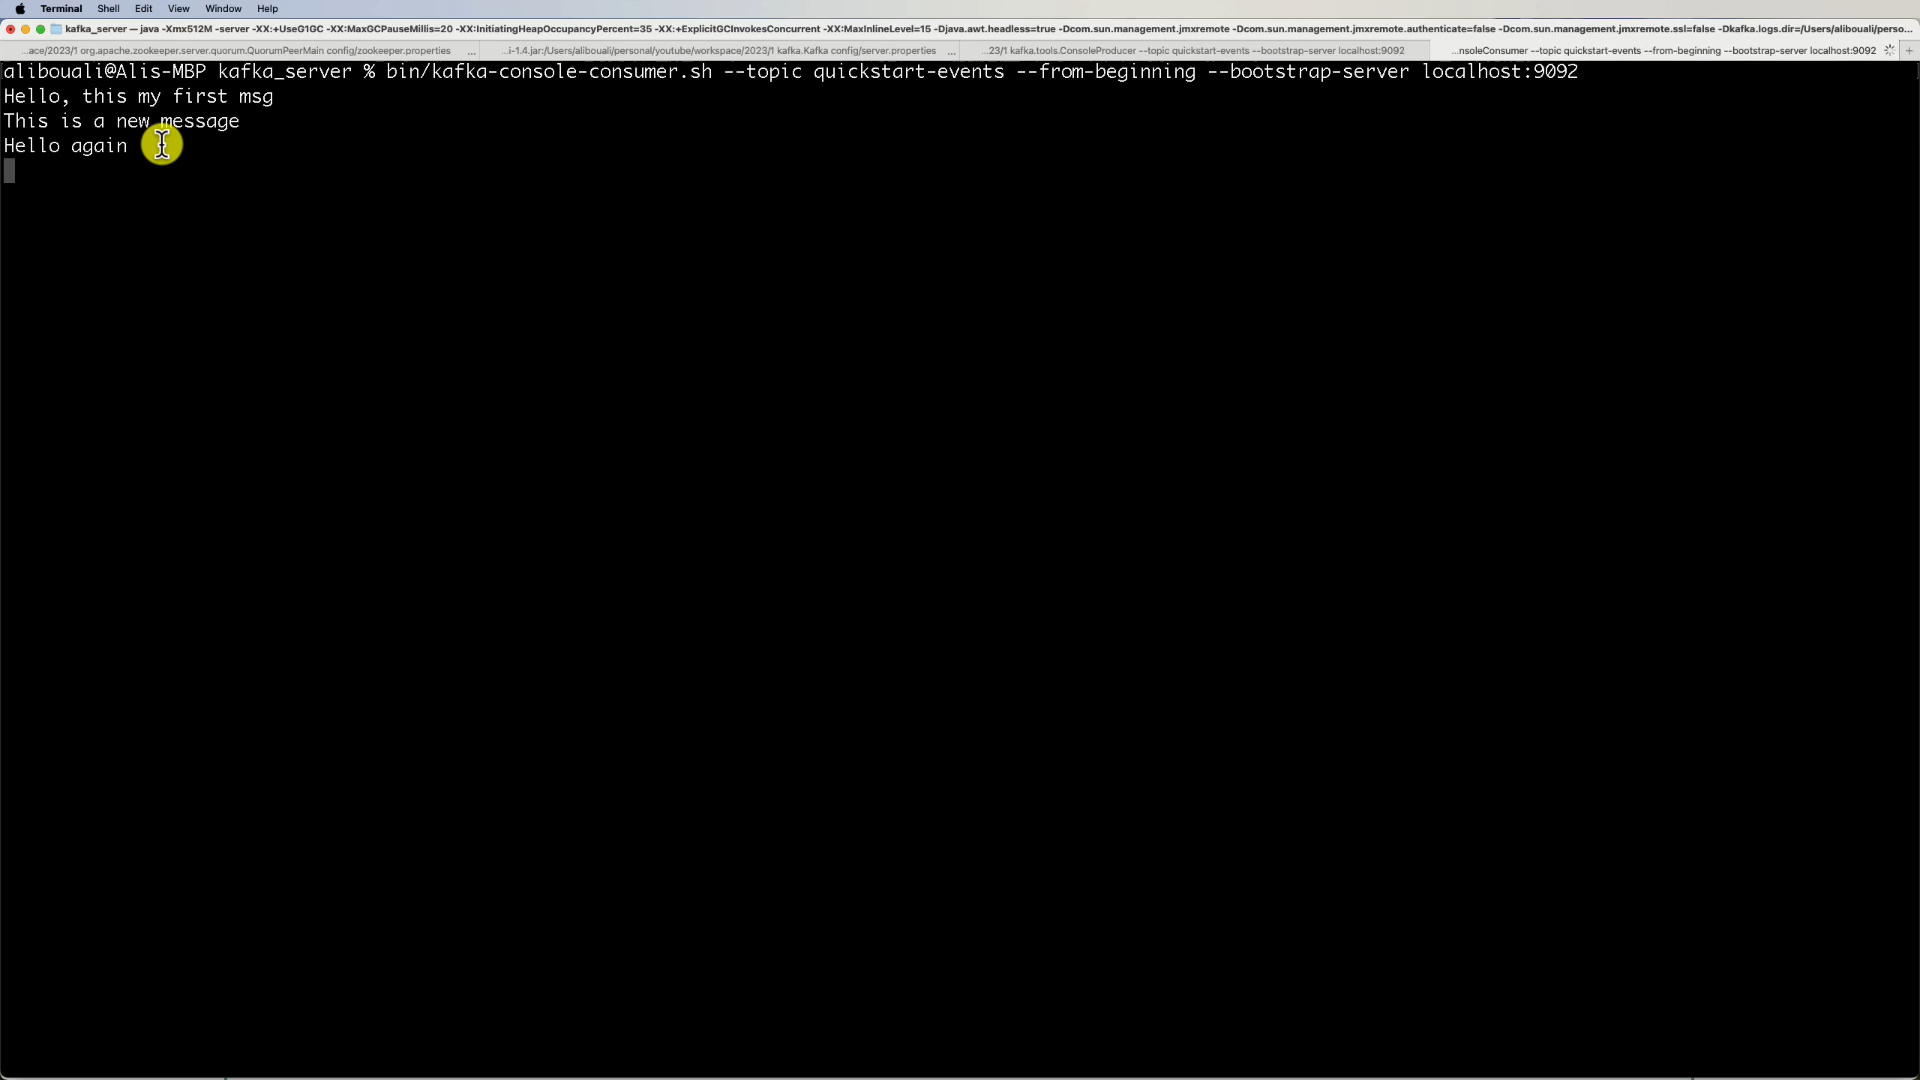 Terminal Shell Edit View Window Help
kafka_server — java -Xmx512M -server -XX:+UseG1GC -XX:MaxGCPauseMillis=20 -XX:InitiatingHeapOccupancyPercent=35 -XX:+ExplicitGCInvokesConcurrent -XX:MaxInlineLevel=15 -Djava.awt.headless=true -Dcom.sun.management.jmxremote -Dcom.sun.management.jmxremote.authenticate=false -Dcom.sun.management.jmxremote.ssl=false -Dkafka.logs.dir=/Users/alibouali/perso...
...ace/2023/1 org.apache.zookeeper.server.quorum.QuorumPeerMain config/zookeeper.properties ... ...i-1.4.jar:/Users/alibouali/personal/youtube/workspace/2023/1 kafka.Kafka config/server.properties ... ...23/1 kafka.tools.ConsoleProducer --topic quickstart-events --bootstrap-server localhost:9092 ...nsoleConsumer --topic quickstart-events --from-beginning --bootstrap-server localhost:9092 +
alibouali@Alis-MBP kafka_server % bin/kafka-console-consumer.sh --topic quickstart-events --from-beginning --bootstrap-server localhost:9092
Hello, this my first msg
This is a new message
Hello again